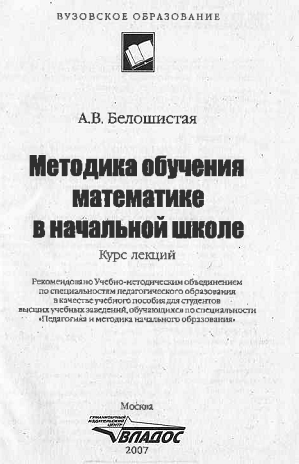 ВУЗОВСКОЕ ОБРАЗОВАНИЕ
А.В. Белошистая
Методика обучения
математике
в начальной школе
Курс лекций
Рекомендовано Учебно-методическим объединением
по специальностям педагогического образования
в качестве учебного пособия для студентов
высших учебных заведений, обучающихся по специальности
«Педагогика и методика начального образования»
Москва
ГУМАНИТАРНЫЙ
ИЗДАТЕЛЬСКИЙ
ЦЕНТР
ВЛАДОС
2007